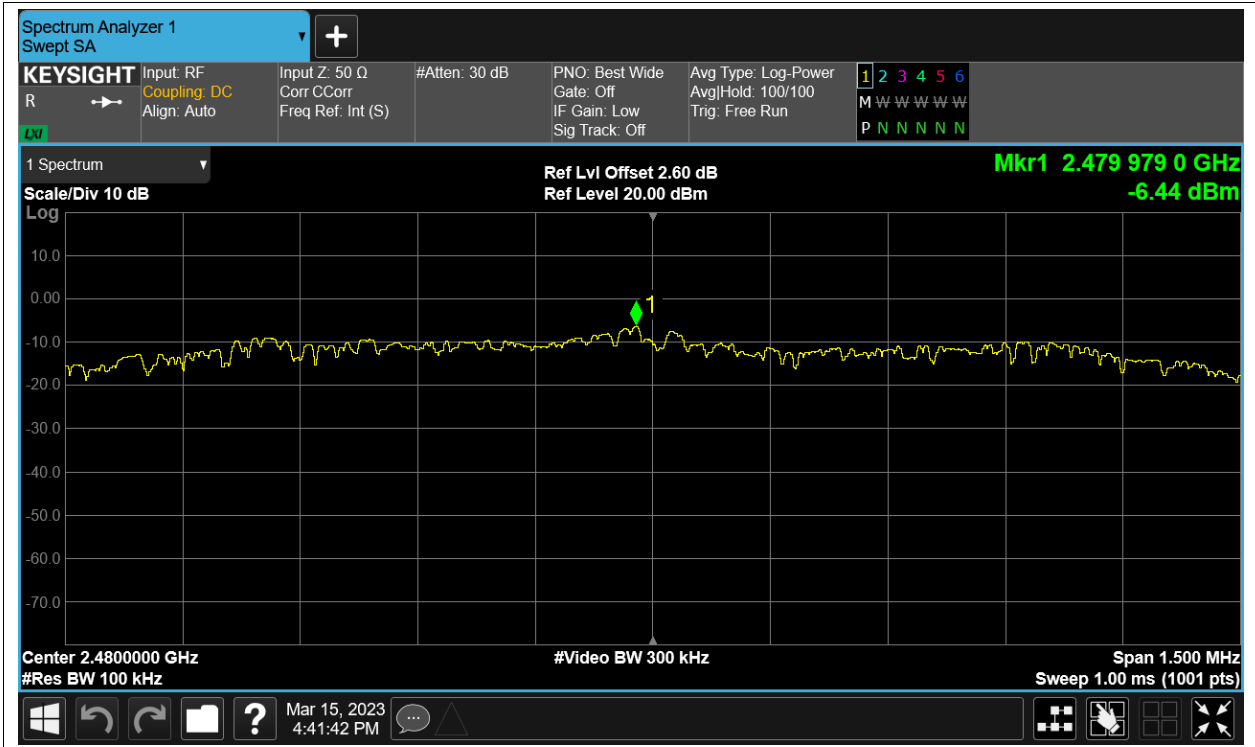 Spectrum Analyzer 1
Swept SA
KEYSIGHT
R
LXI
Input: RF
Coupling: DC
Align: Auto
Input Z: 50 Ω
Corr CCorr
Freq Ref: Int (S)
#Atten: 30 dB
PNO: Best Wide
Gate: Off
IF Gain: Low
Sig Track: Off
Avg Type: Log-Power
Avg|Hold: 100/100
Trig: Free Run
1 2 3 4 5 6
M W W W W W W
P N N N N N
1 Spectrum
Scale/Div 10 dB
Log
Ref Lvl Offset 2.60 dB
Ref Level 20.00 dBm
Mkr1 2.479 979 0 GHz
-6.44 dBm
10.0
0.00
1
-10.0
-20.0
-30.0
-40.0
-50.0
-60.0
-70.0
Center 2.4800000 GHz
#Res BW 100 kHz
#Video BW 300 kHz
Span 1.500 MHz
Sweep 1.00 ms (1001 pts)
?
Mar 15, 2023
4:41:42 PM